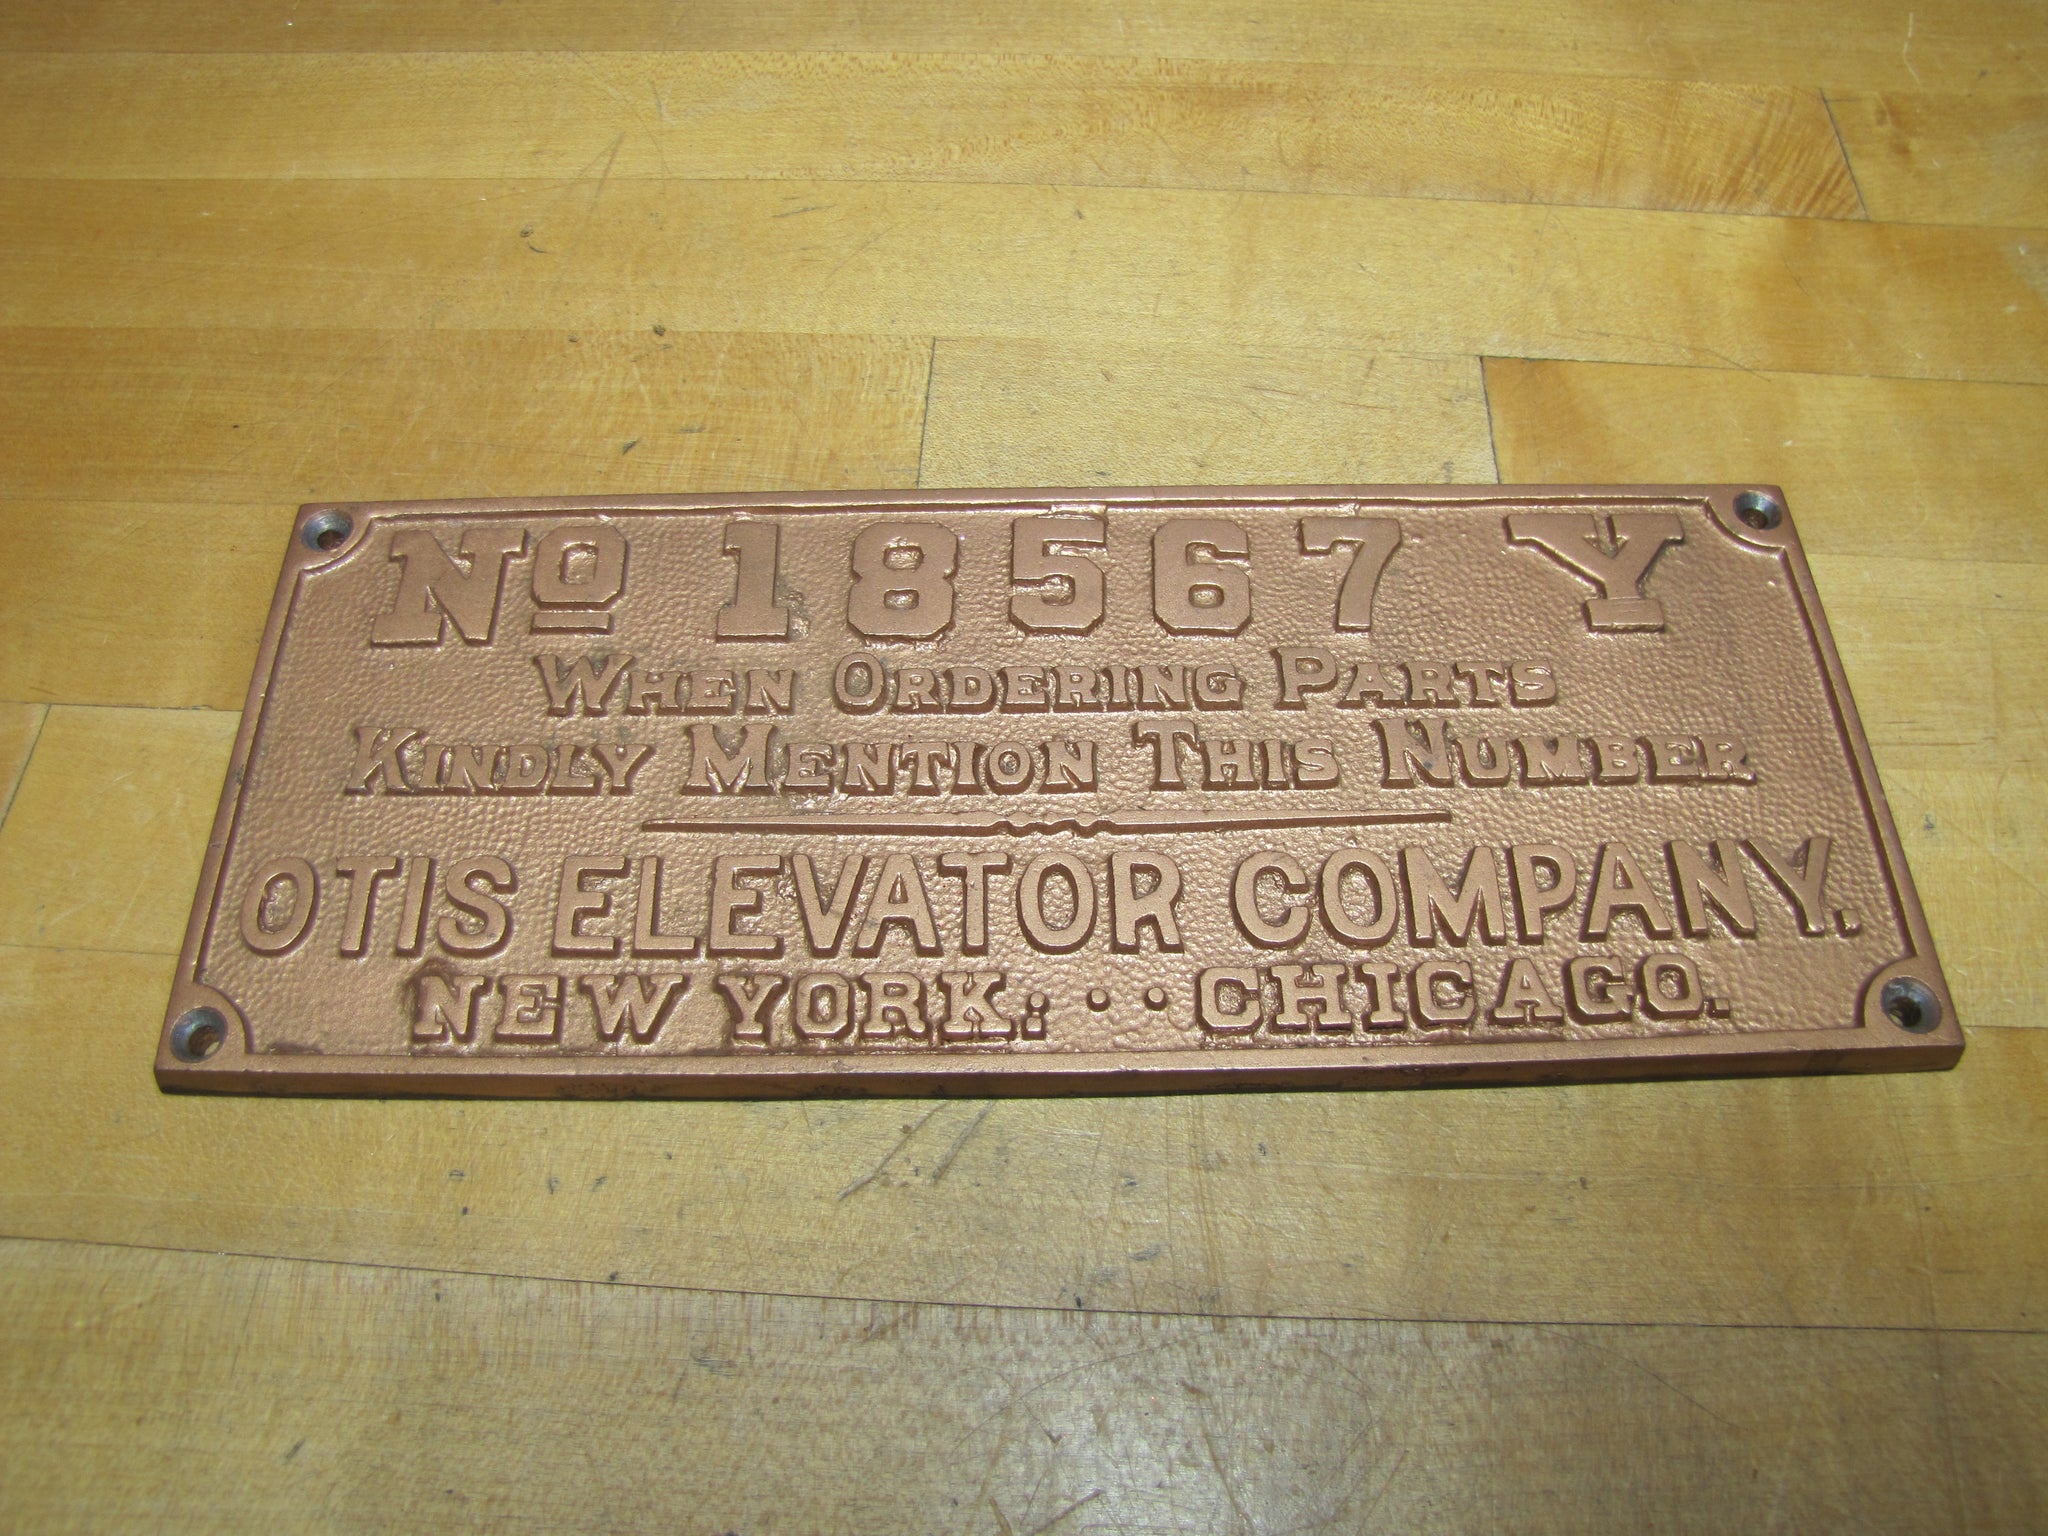 Nº 18567 Y
WHEN ORDERING PARTS
KINDLY MENTION THIS NUMBER
OTIS ELEVATOR COMPANY.
NEW YORK: · · CHICAGO.